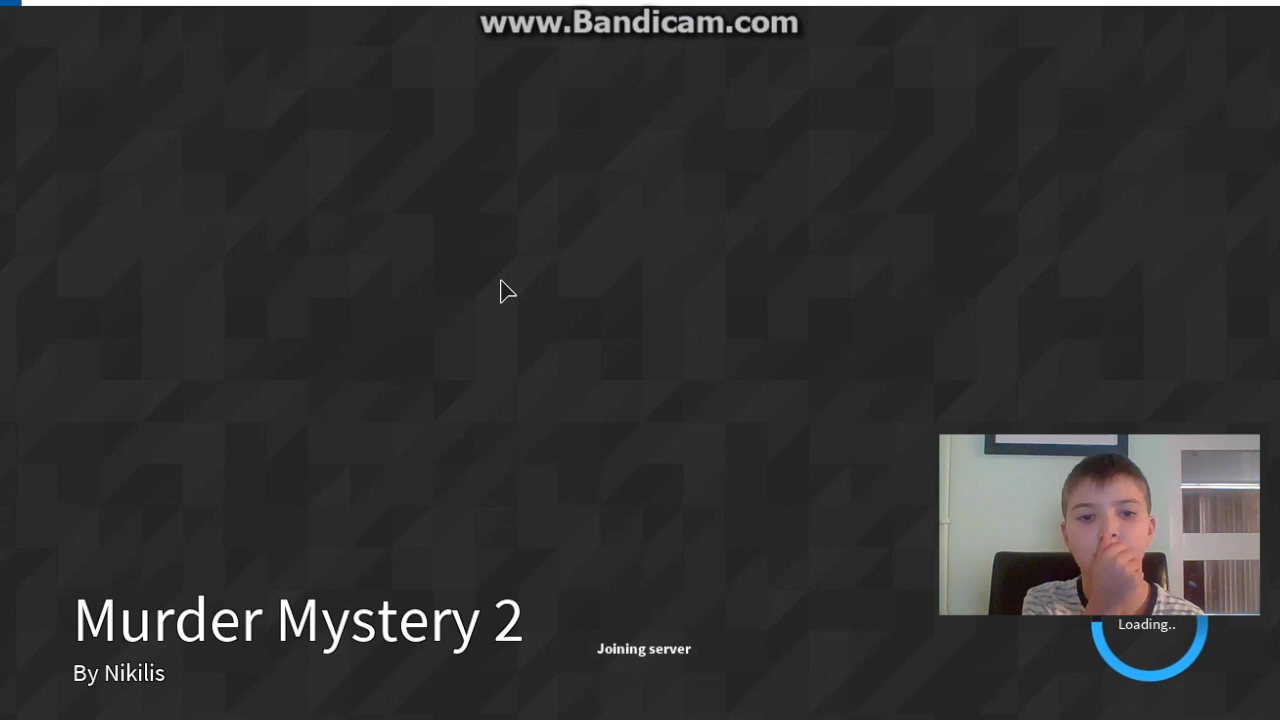 www.Bandicam.com
Murder Mystery 2
By Nikilis
Joining server
Loading..